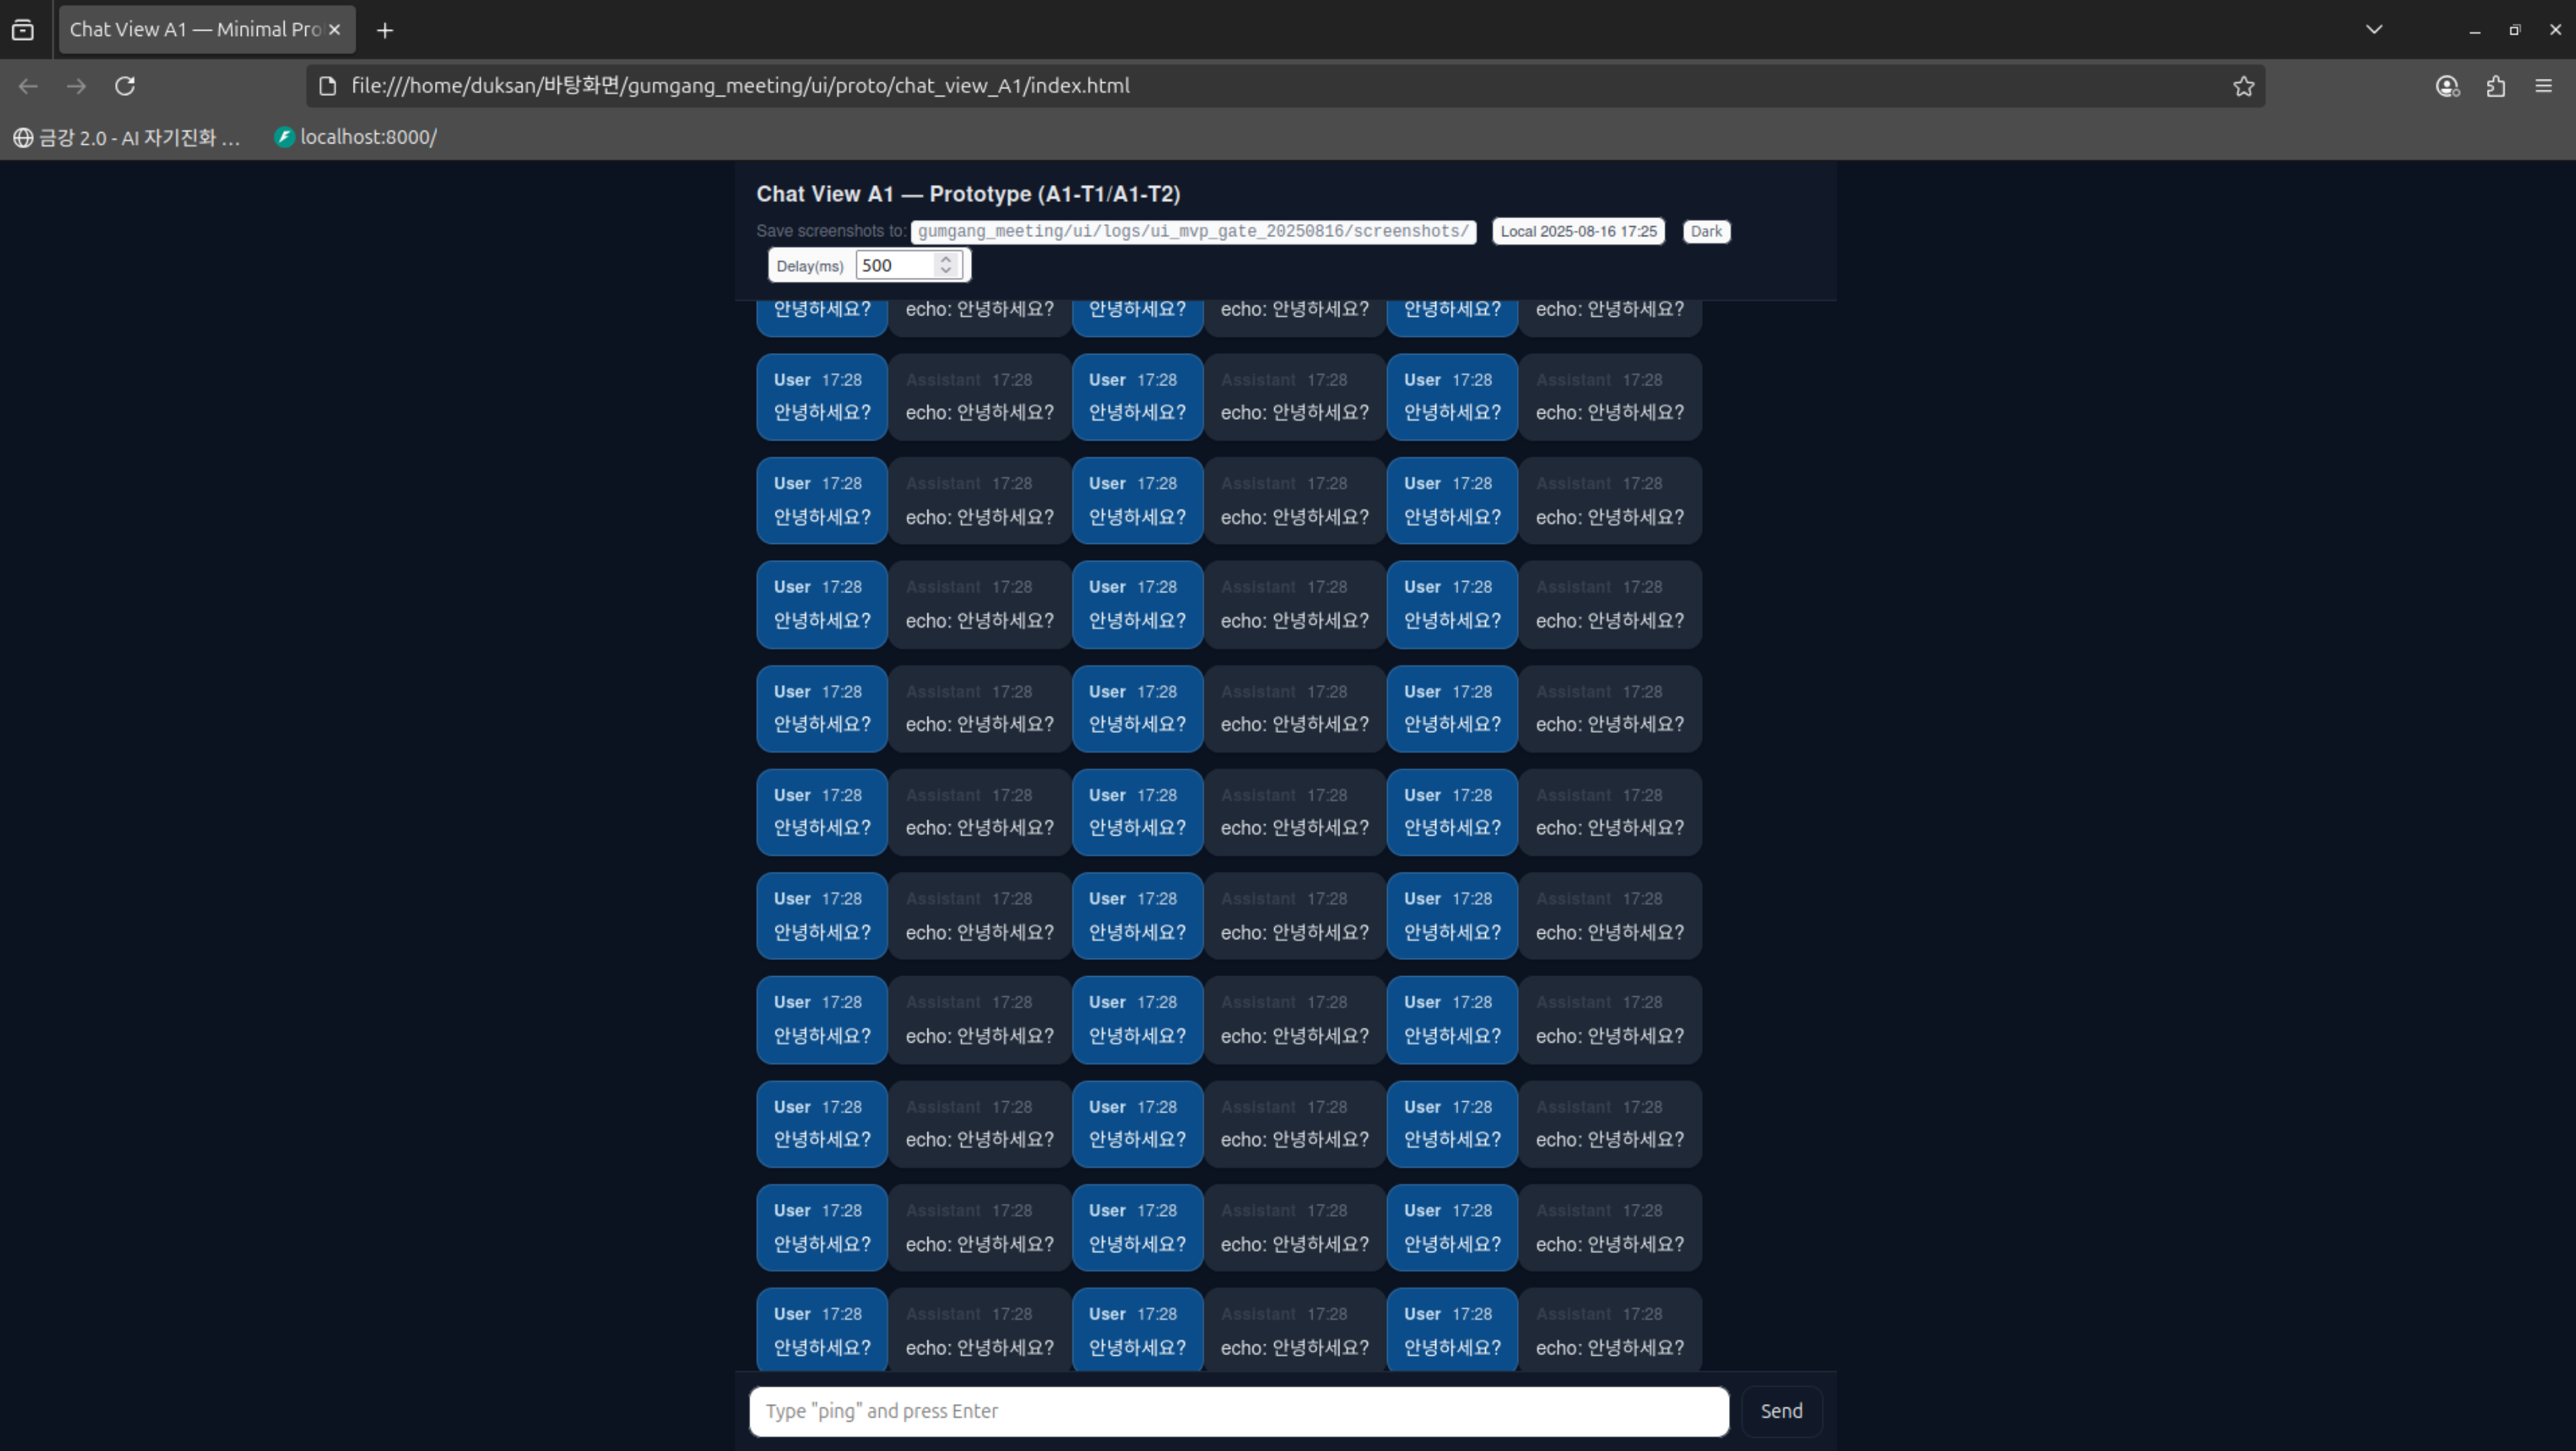 Chat View A1 — Minimal Pro
file:///home/duksan/바탕화면/gumgang_meeting/ui/proto/chat_view_A1/index.html
금강 2.0 - AI 자기진화 … localhost:8000/
Chat View A1 — Prototype (A1-T1/A1-T2)
Save screenshots to: gumgang_meeting/ui/logs/ui_mvp_gate_20250816/screenshots/ Local 2025-08-16 17:25 Dark
Delay(ms) 500
안녕하세요? echo: 안녕하세요? 안녕하세요? echo: 안녕하세요? 안녕하세요? echo: 안녕하세요?
User 17:28 Assistant 17:28 User 17:28 Assistant 17:28 User 17:28 Assistant 17:28
안녕하세요? echo: 안녕하세요? 안녕하세요? echo: 안녕하세요? 안녕하세요? echo: 안녕하세요?
User 17:28 Assistant 17:28 User 17:28 Assistant 17:28 User 17:28 Assistant 17:28
안녕하세요? echo: 안녕하세요? 안녕하세요? echo: 안녕하세요? 안녕하세요? echo: 안녕하세요?
User 17:28 Assistant 17:28 User 17:28 Assistant 17:28 User 17:28 Assistant 17:28
안녕하세요? echo: 안녕하세요? 안녕하세요? echo: 안녕하세요? 안녕하세요? echo: 안녕하세요?
User 17:28 Assistant 17:28 User 17:28 Assistant 17:28 User 17:28 Assistant 17:28
안녕하세요? echo: 안녕하세요? 안녕하세요? echo: 안녕하세요? 안녕하세요? echo: 안녕하세요?
User 17:28 Assistant 17:28 User 17:28 Assistant 17:28 User 17:28 Assistant 17:28
안녕하세요? echo: 안녕하세요? 안녕하세요? echo: 안녕하세요? 안녕하세요? echo: 안녕하세요?
User 17:28 Assistant 17:28 User 17:28 Assistant 17:28 User 17:28 Assistant 17:28
안녕하세요? echo: 안녕하세요? 안녕하세요? echo: 안녕하세요? 안녕하세요? echo: 안녕하세요?
User 17:28 Assistant 17:28 User 17:28 Assistant 17:28 User 17:28 Assistant 17:28
안녕하세요? echo: 안녕하세요? 안녕하세요? echo: 안녕하세요? 안녕하세요? echo: 안녕하세요?
User 17:28 Assistant 17:28 User 17:28 Assistant 17:28 User 17:28 Assistant 17:28
안녕하세요? echo: 안녕하세요? 안녕하세요? echo: 안녕하세요? 안녕하세요? echo: 안녕하세요?
User 17:28 Assistant 17:28 User 17:28 Assistant 17:28 User 17:28 Assistant 17:28
안녕하세요? echo: 안녕하세요? 안녕하세요? echo: 안녕하세요? 안녕하세요? echo: 안녕하세요?
User 17:28 Assistant 17:28 User 17:28 Assistant 17:28 User 17:28 Assistant 17:28
안녕하세요? echo: 안녕하세요? 안녕하세요? echo: 안녕하세요? 안녕하세요? echo: 안녕하세요?
Type "ping" and press Enter Send